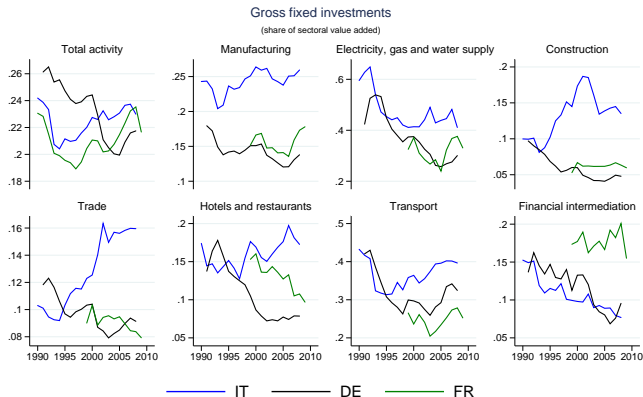 Gross fixed investments
(share of sectoral value added)
Total activity Manufacturing Electricity, gas and water supply Construction
.26 .25 .6 .2
.24 .2 .4 .15
.22 .15 .2 .1
.2 .1 .05
.18
Trade Hotels and restaurants Transport Financial intermediation
.16 .2 .5 .2
.14 .15 .4 .15
.12 .1 .3 .1
.1 .05 .2 .05
.08
1990 1995 2000 2005 2010 1990 1995 2000 2005 2010 1990 1995 2000 2005 2010 1990 1995 2000 2005 2010
IT DE FR